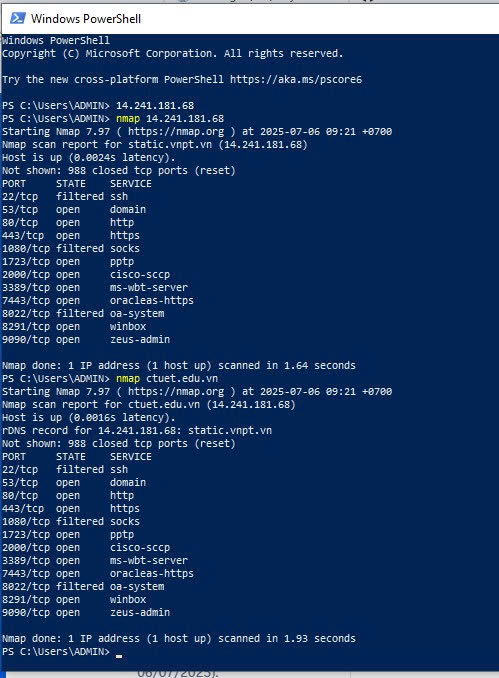 Windows PowerShell
Windows PowerShell
Copyright (C) Microsoft Corporation. All rights reserved.
Try the new cross-platform PowerShell https://aka.ms/pscore6
PS C:\Users\ADMIN> 14.241.181.68
PS C:\Users\ADMIN> nmap 14.241.181.68
Starting Nmap 7.97 ( https://nmap.org ) at 2025-07-06 09:21 +0700
Nmap scan report for static.vnpt.vn (14.241.181.68)
Host is up (0.0024s latency).
Not shown: 988 closed tcp ports (reset)
PORT     STATE    SERVICE
22/tcp   filtered ssh
53/tcp   open     domain
80/tcp   open     http
443/tcp  open     https
1080/tcp filtered socks
1723/tcp open     pptp
2000/tcp open     cisco-sccp
3389/tcp open     ms-wbt-server
7443/tcp open     oracleas-https
8022/tcp filtered oa-system
8291/tcp open     winbox
9090/tcp open     zeus-admin
Nmap done: 1 IP address (1 host up) scanned in 1.64 seconds
PS C:\Users\ADMIN> nmap ctuet.edu.vn
Starting Nmap 7.97 ( https://nmap.org ) at 2025-07-06 09:21 +0700
Nmap scan report for ctuet.edu.vn (14.241.181.68)
Host is up (0.0016s latency).
rDNS record for 14.241.181.68: static.vnpt.vn
Not shown: 988 closed tcp ports (reset)
PORT     STATE    SERVICE
22/tcp   filtered ssh
53/tcp   open     domain
80/tcp   open     http
443/tcp  open     https
1080/tcp filtered socks
1723/tcp open     pptp
2000/tcp open     cisco-sccp
3389/tcp open     ms-wbt-server
7443/tcp open     oracleas-https
8022/tcp filtered oa-system
8291/tcp open     winbox
9090/tcp open     zeus-admin
Nmap done: 1 IP address (1 host up) scanned in 1.93 seconds
PS C:\Users\ADMIN> _